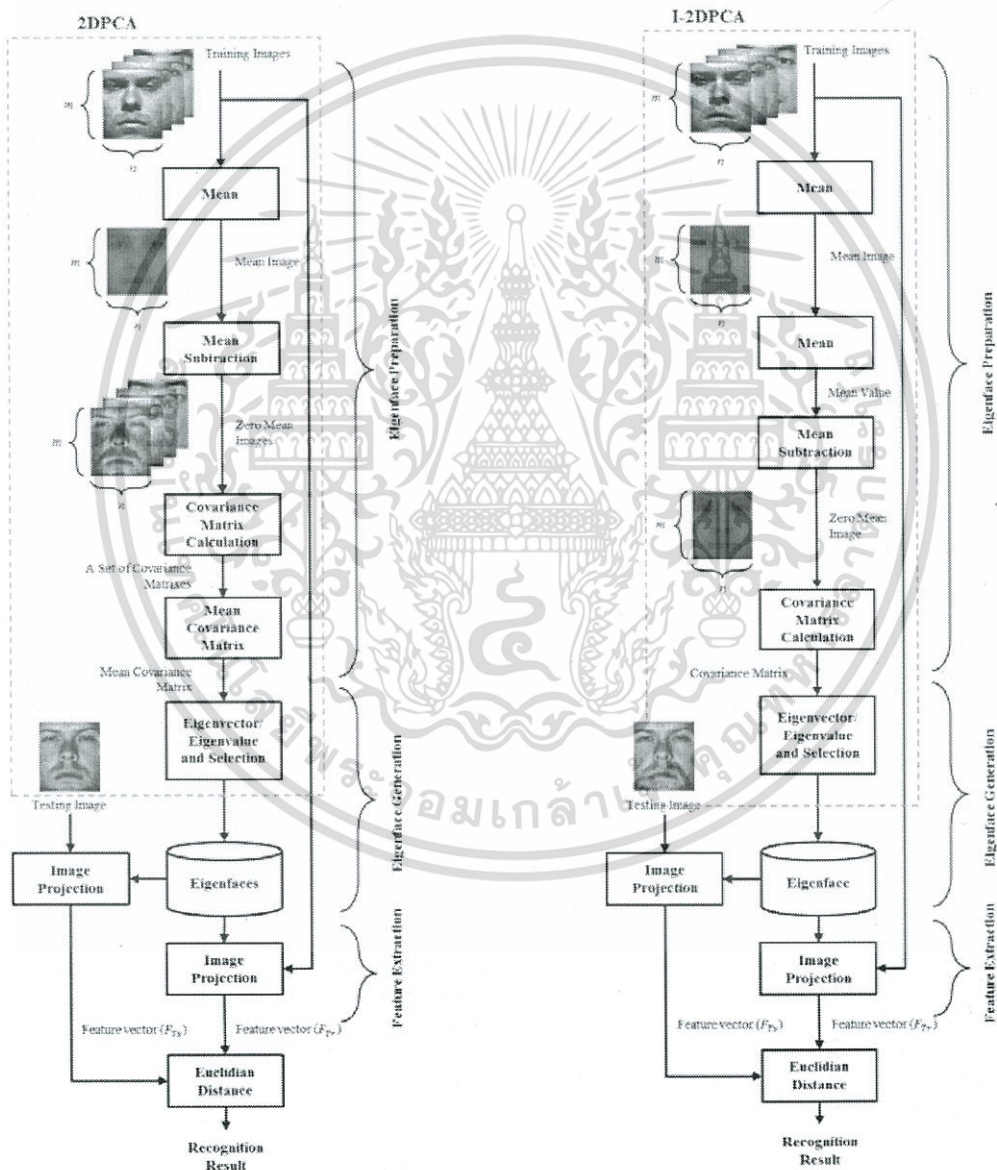 2DPCA
Training Images
m
n
Mean
Mean Image
m
n
Mean
Subtraction
Zero Mean
Images
m
n
Covariance
Matrix
Calculation
A Set of Covariance
Matrixes
Mean
Covariance
Matrix
Mean Covariance
Matrix
Eigenvector/
Eigenvalue
and Selection
Testing Image
Image
Projection
Eigenfaces
Image
Projection
Feature vector (F_Ts)
Feature vector (F_Tr)
Euclidian
Distance
Recognition
Result
Eigenface Preparation
Eigenface Generation
Feature Extraction
I-2DPCA
Training Images
m
n
Mean
Mean Image
m
n
Mean
Mean Value
Mean
Subtraction
Zero Mean
Image
m
n
Covariance
Matrix
Calculation
Covariance Matrix
Eigenvector/
Eigenvalue
and Selection
Testing Image
Image
Projection
Eigenface
Image
Projection
Feature vector (F_Ts)
Feature vector (F_Tr)
Euclidian
Distance
Recognition
Result
Eigenface Preparation
Eigenface Generation
Feature Extraction